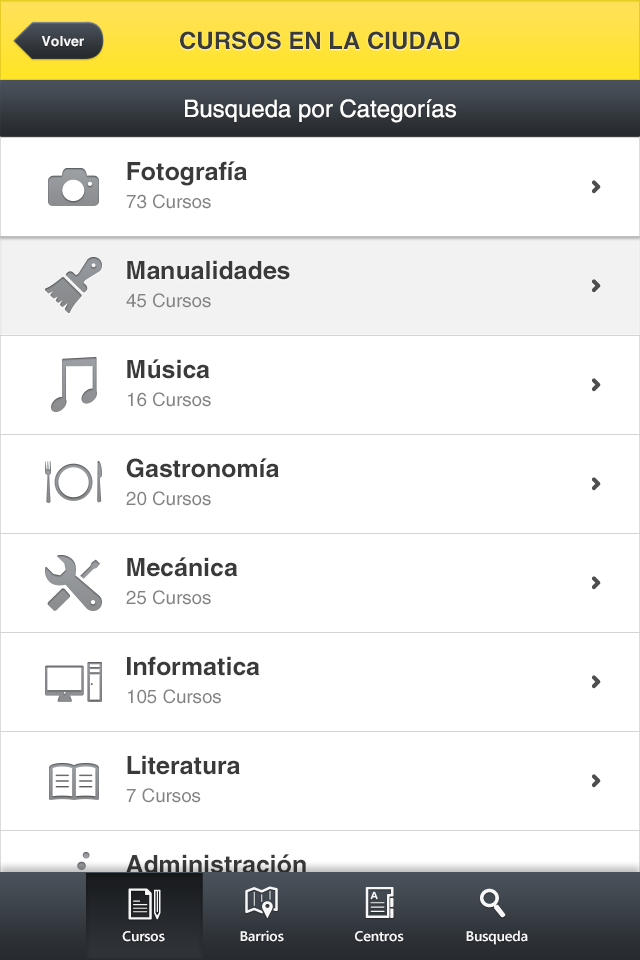 Volver
CURSOS EN LA CIUDAD
Busqueda por Categorías
Fotografía
73 Cursos
Manualidades
45 Cursos
Música
16 Cursos
Gastronomía
20 Cursos
Mecánica
25 Cursos
Informatica
105 Cursos
Literatura
7 Cursos
Administración
Cursos
Barrios
A
Centros
Busqueda